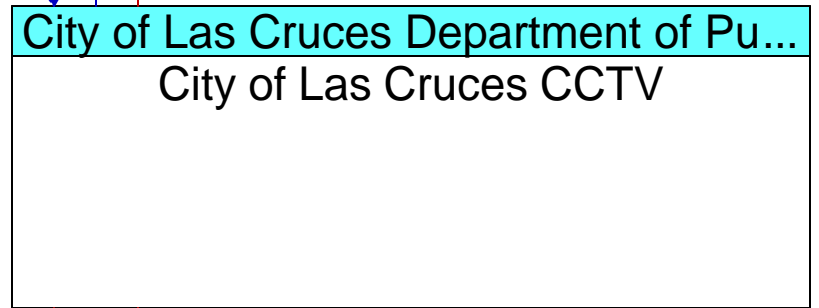 City of Las Cruces Department of Pu...
City of Las Cruces CCTV